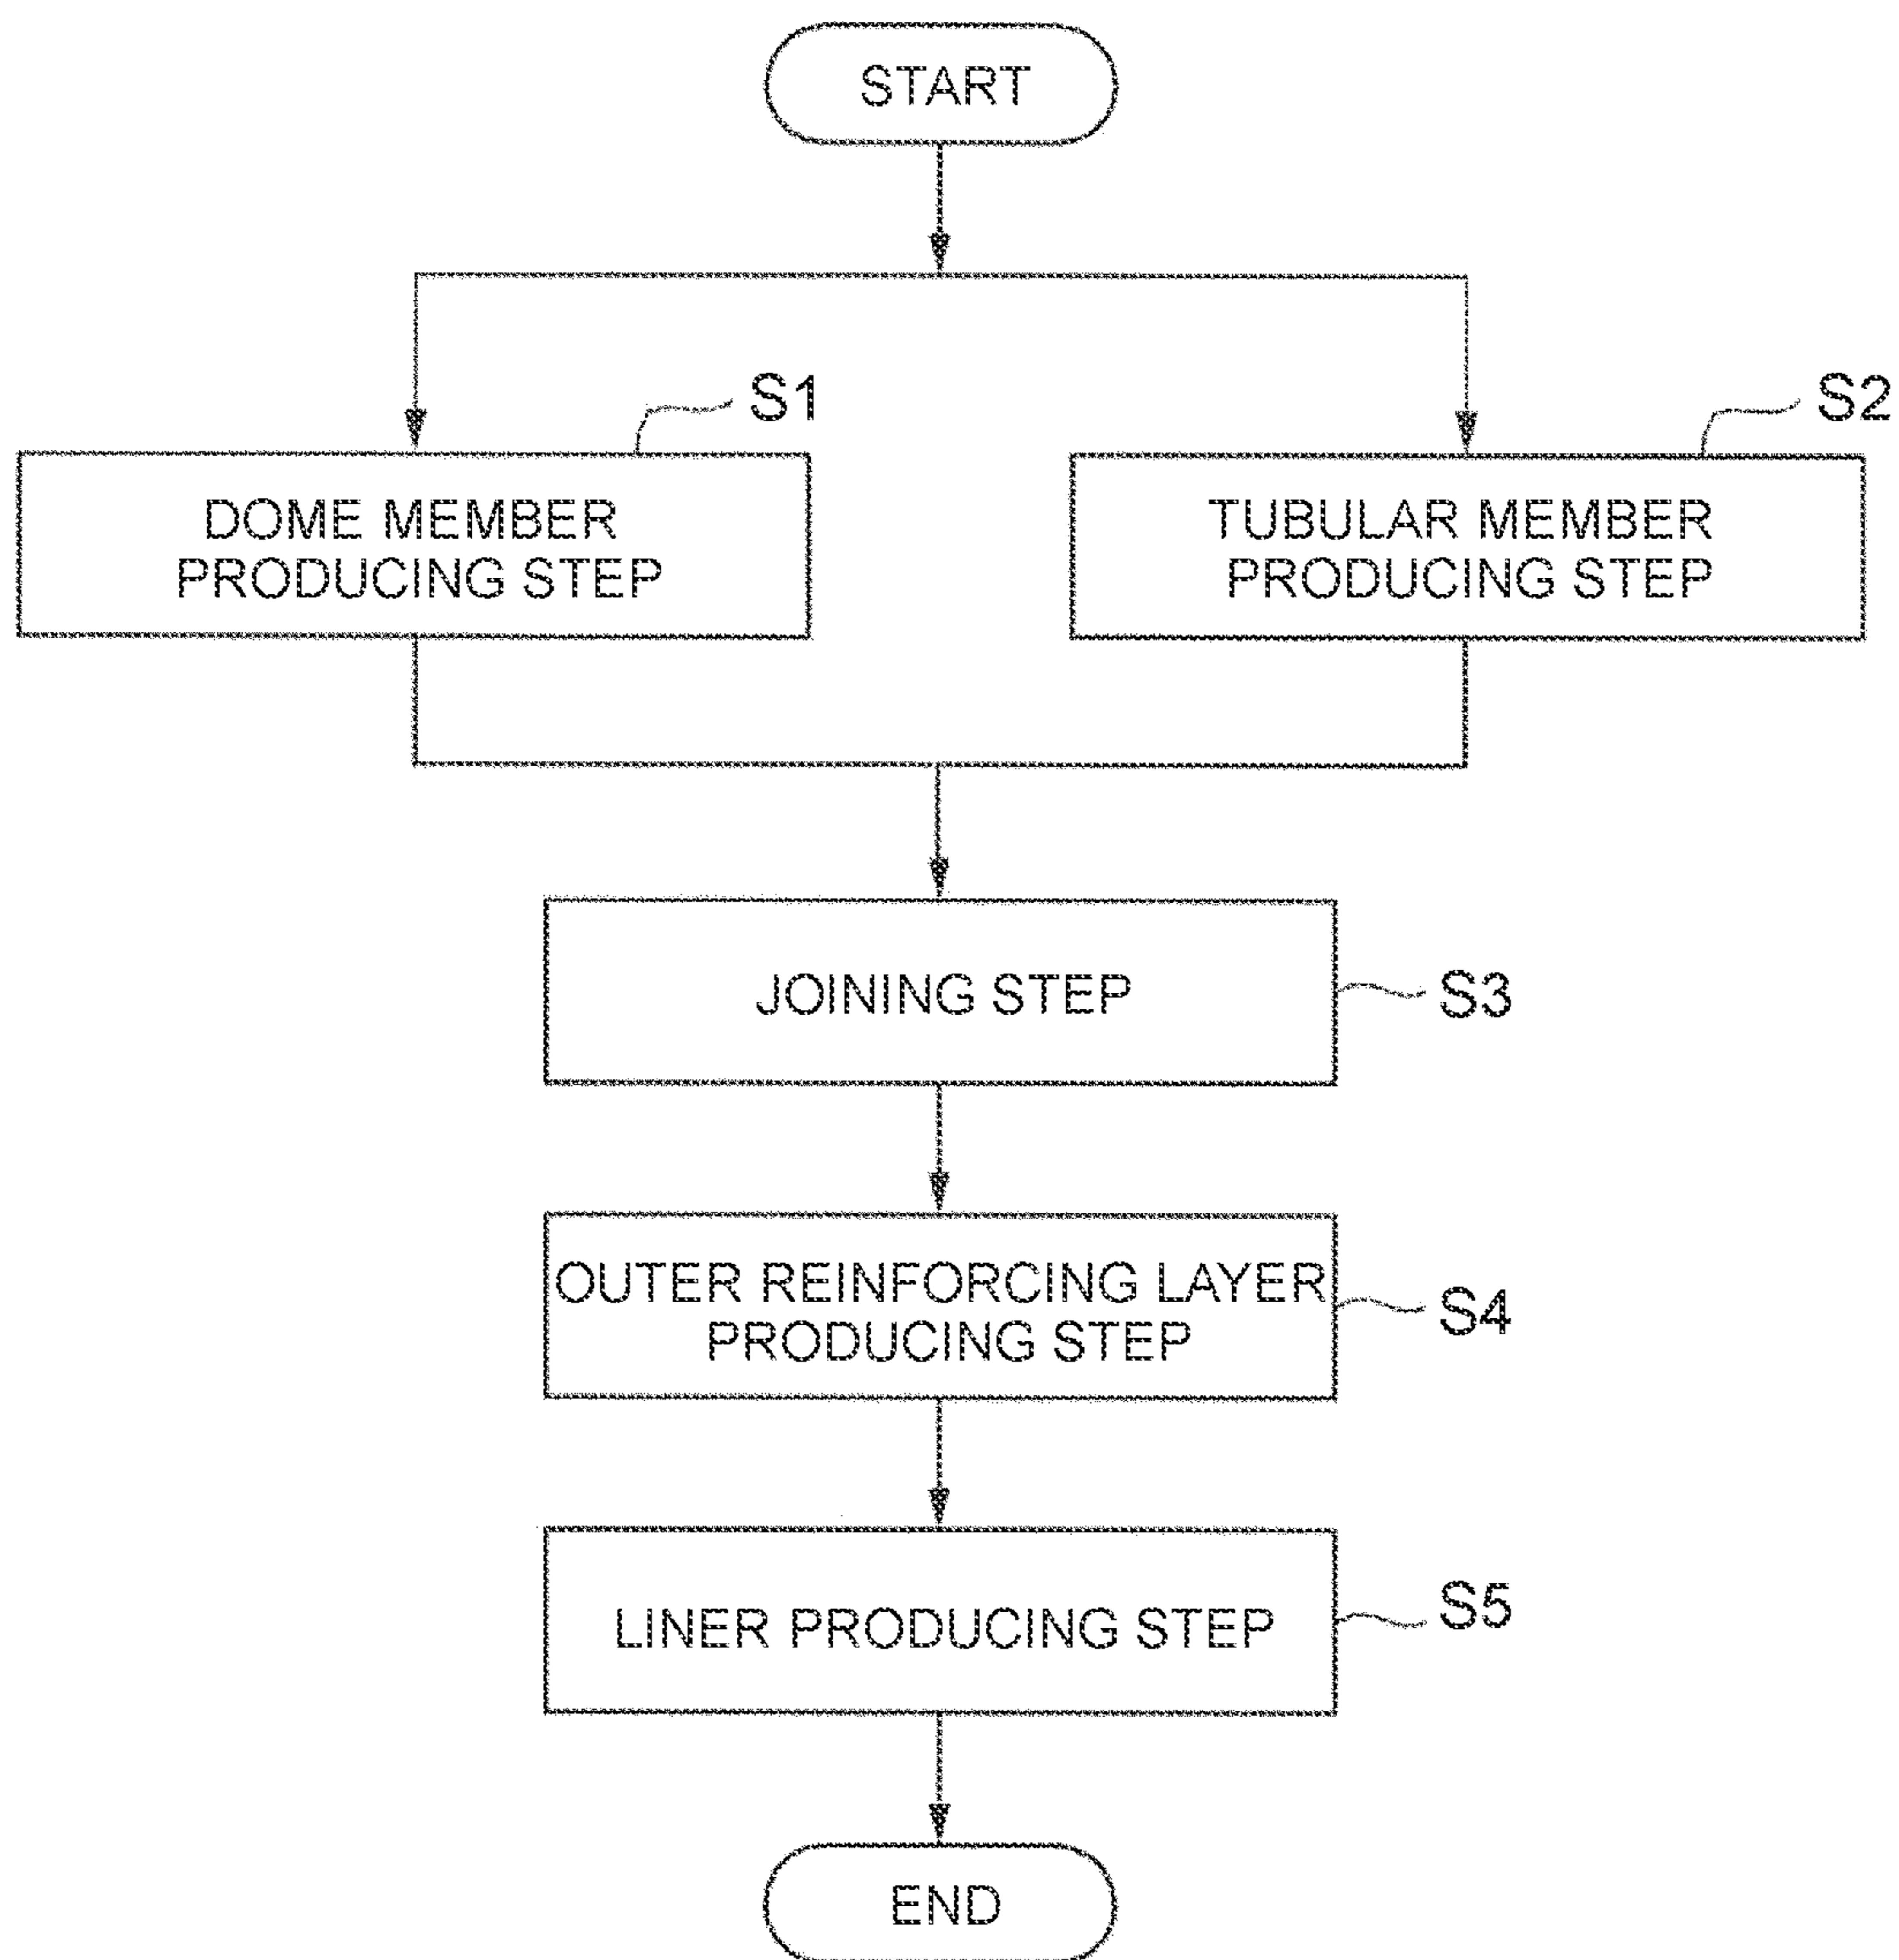 START
S1
S2
DOME MEMBER
PRODUCING STEP
TUBULAR MEMBER
PRODUCING STEP
JOINING STEP
S3
OUTER REINFORCING LAYER
PRODUCING STEP
S4
LINER PRODUCING STEP
S5
END